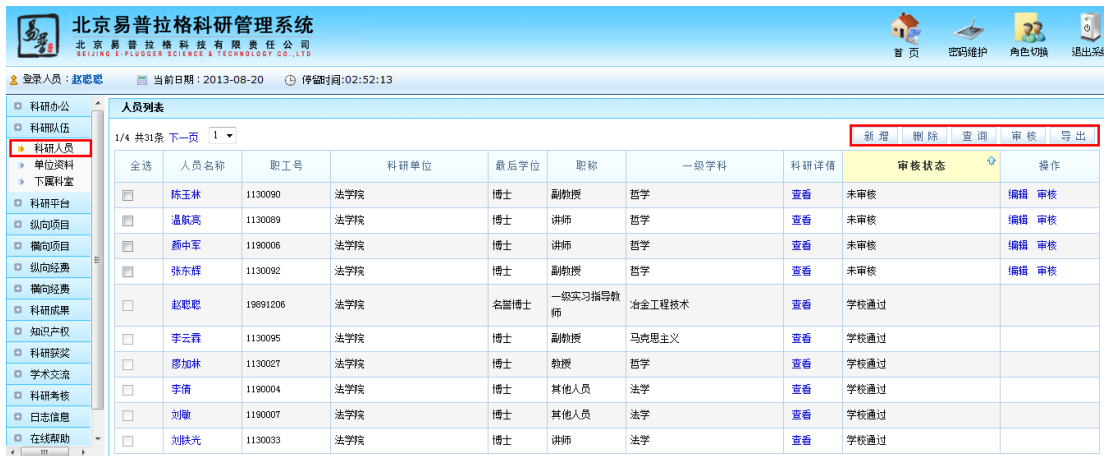 北京易普拉格科研管理系统
北京易普拉格科技有限责任公司
BEIJING E-PLUGGER SCIENCE & TECHNOLOGY CO.,LTD
首页 密码维护 角色切换 退出系
登录人员：赵聪聪 当前日期：2013-08-20 停留时间:02:52:13
科研办公
科研队伍
科研人员
单位资料
下属科室
科研平台
纵向项目
横向项目
纵向经费
横向经费
科研成果
知识产权
科研获奖
学术交流
科研考核
日志信息
在线帮助
人员列表
1/4 共31条 下一页 1 新增 删除 查询 审核 导出
全选 人员名称 职工号 科研单位 最后学位 职称 一级学科 科研详情 审核状态 操作
陈玉林 1130090 法学院 博士 副教授 哲学 查看 未审核 编辑 审核
温航亮 1130089 法学院 博士 讲师 哲学 查看 未审核 编辑 审核
颜中军 1190006 法学院 博士 讲师 哲学 查看 未审核 编辑 审核
张东辉 1130092 法学院 博士 副教授 哲学 查看 未审核 编辑 审核
赵聪聪 19891206 法学院 名誉博士 一级实习指导教师 冶金工程技术 查看 学校通过
李云霖 1130095 法学院 博士 副教授 马克思主义 查看 学校通过
廖加林 1130027 法学院 博士 教授 哲学 查看 学校通过
李倩 1190004 法学院 博士 其他人员 法学 查看 学校通过
刘敏 1190007 法学院 博士 其他人员 法学 查看 学校通过
刘铁光 1130033 法学院 博士 讲师 法学 查看 学校通过